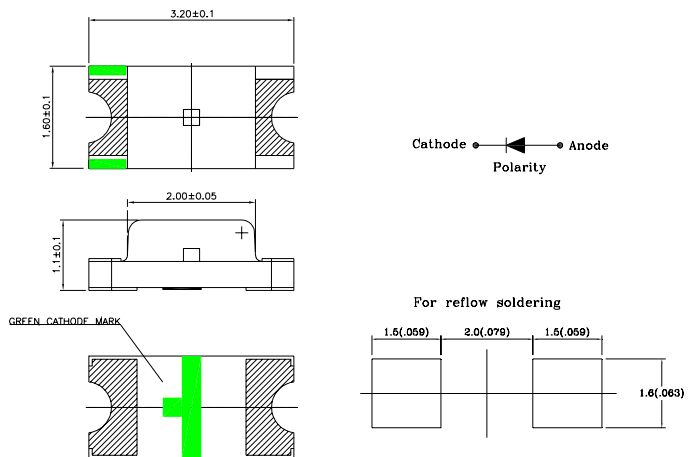 3.20±0.1
1.60±0.1
Cathode
Anode
Polarity
2.00±0.05
1.1±0.1
For reflow soldering
GREEN CATHODE MARK
1.5(.059)
2.0(.079)
1.5(.059)
1.6(.063)